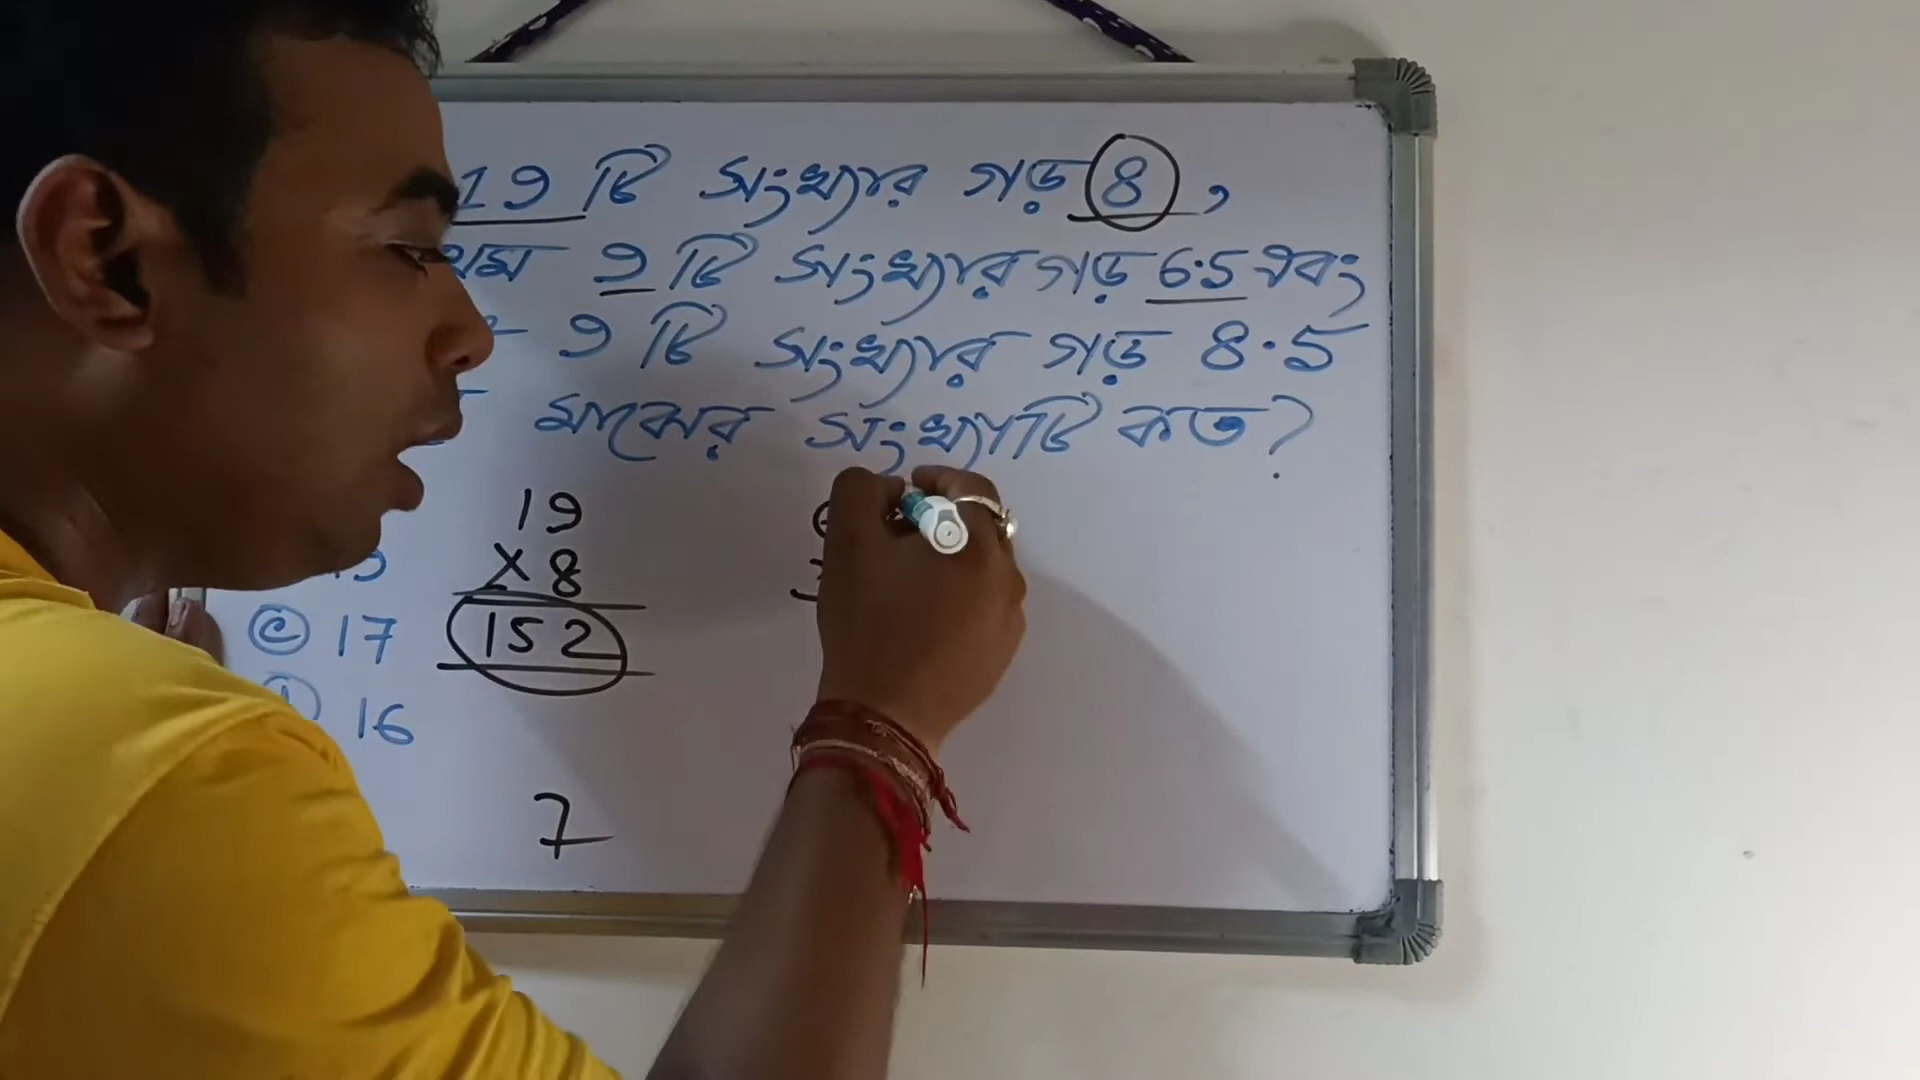 19 টি সংখ্যার গড় 8,
থম 9 টি সংখ্যার গড় 6.5 এবং
9 টি সংখ্যার গড় 8.5
মাঝের সংখ্যাটি কত?
19
× 8
152
ⓒ 17
16
7